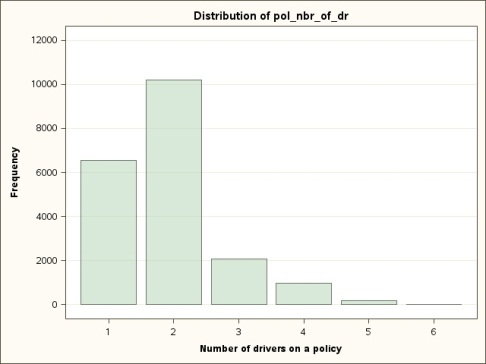 Distribution of pol_nbr_of_dr
12000
10000
8000
6000
4000
2000
0
Frequency
1 2 3 4 5 6
Number of drivers on a policy